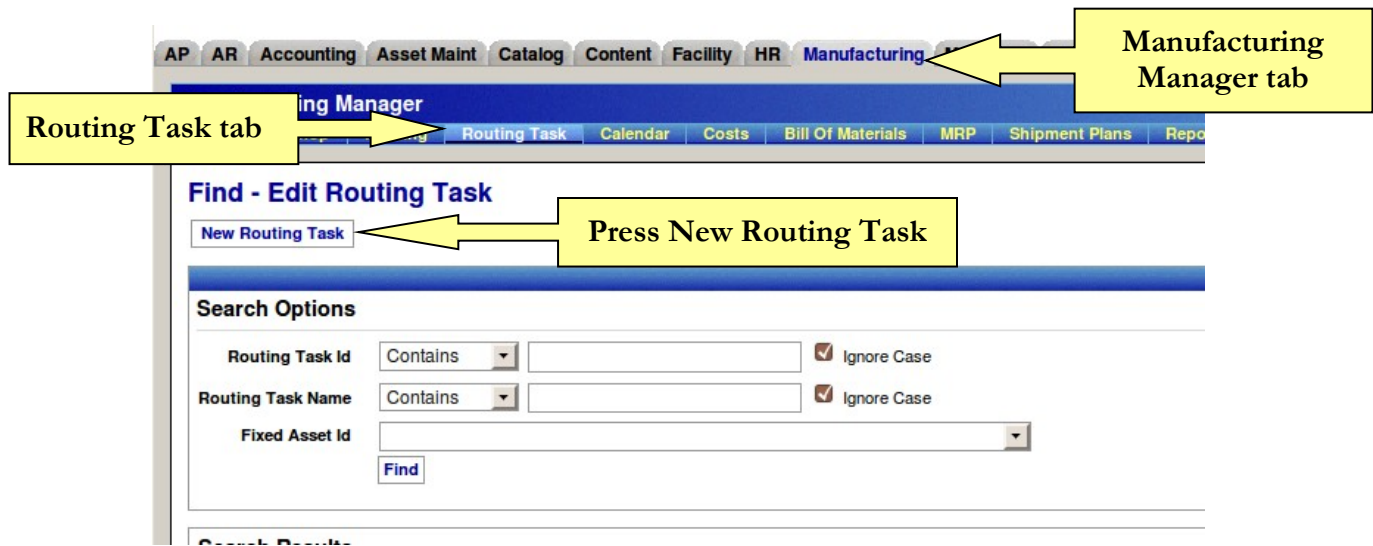 AP AR Accounting Asset Maint Catalog Content Facility HR Manufacturing
Manufacturing
Manager tab
ing Manager
Routing Task tab
Routing Task Calendar Costs Bill Of Materials MRP Shipment Plans Repo
Find - Edit Routing Task
New Routing Task
Press New Routing Task
Search Options
Routing Task Id Contains Ignore Case
Routing Task Name Contains Ignore Case
Fixed Asset Id
Find
Search Results